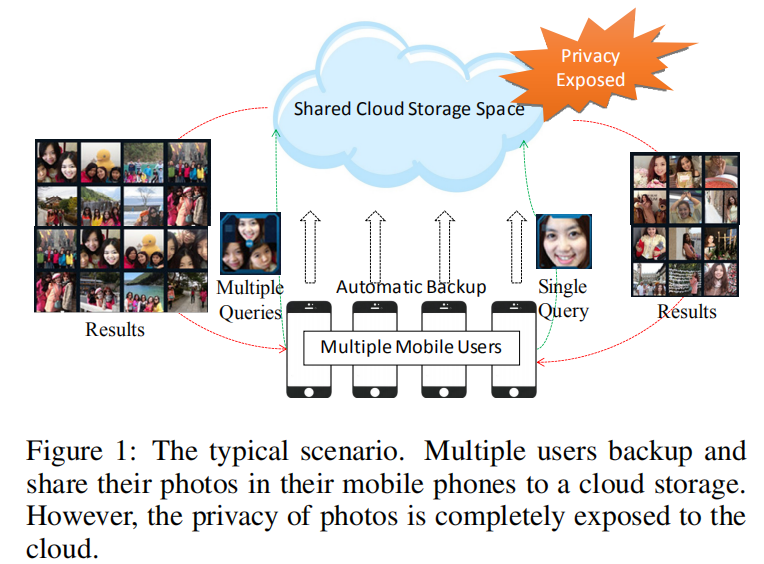 Privacy
Exposed
Shared Cloud Storage Space
Multiple
Queries
Automatic Backup
Single
Query
Results
Results
Multiple Mobile Users
Figure 1: The typical scenario. Multiple users backup and
share their photos in their mobile phones to a cloud storage.
However, the privacy of photos is completely exposed to the
cloud.